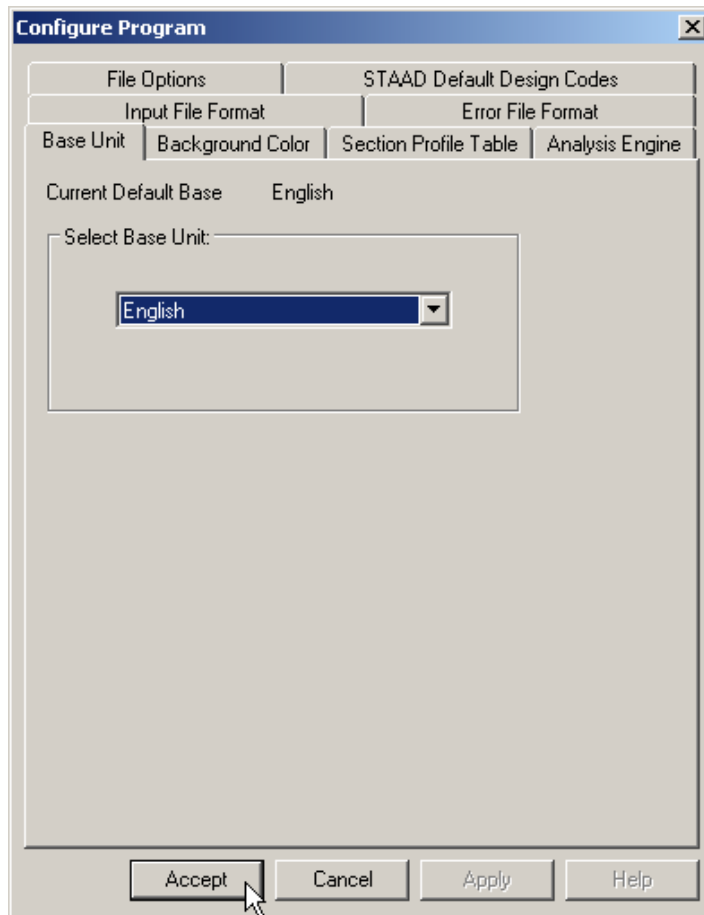 Configure Program
File Options STAAD Default Design Codes
Input File Format Error File Format
Base Unit Background Color Section Profile Table Analysis Engine
Current Default Base English
Select Base Unit:
English
Accept Cancel Apply Help